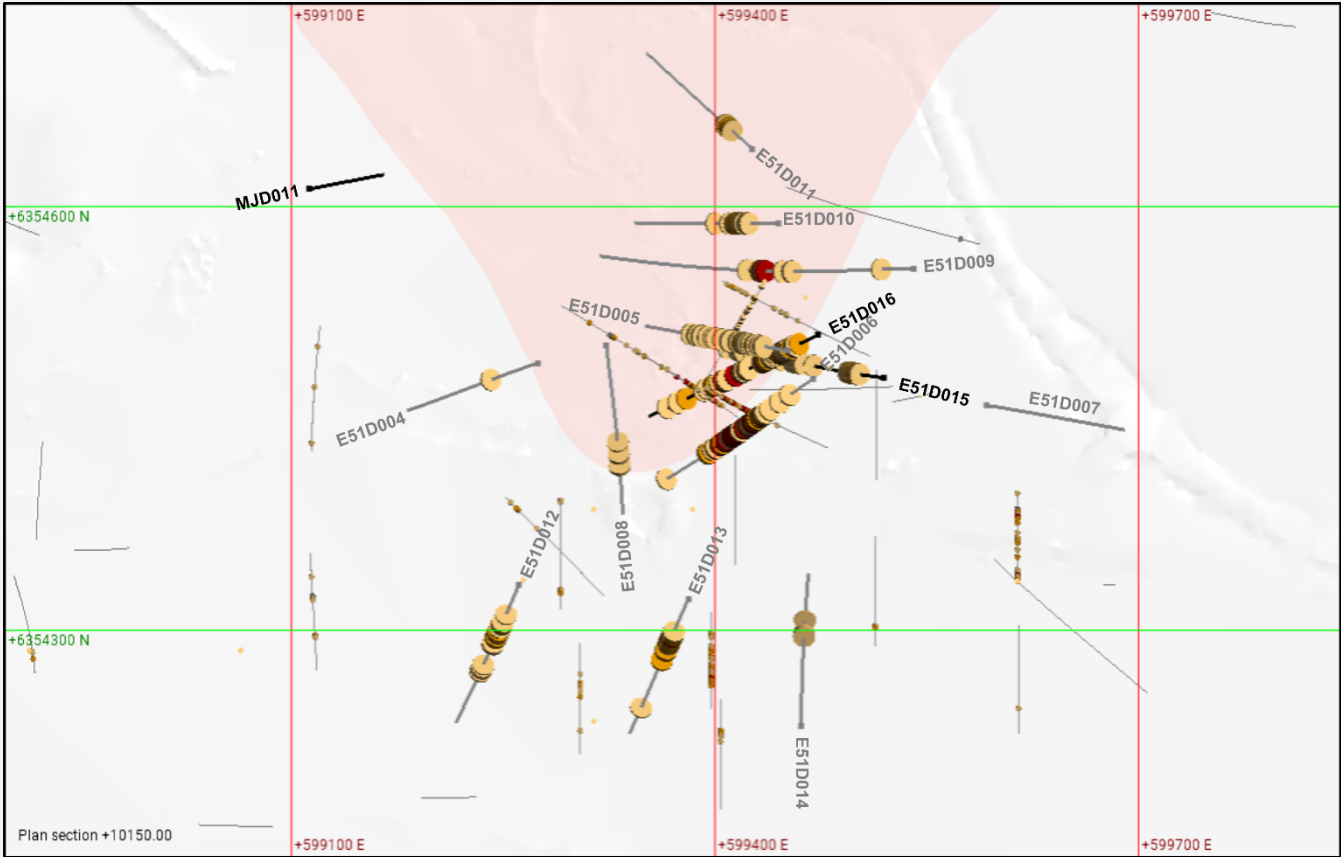 +599100 E
+599400 E
+599700 E
E51D011
MJD011
+6354600 N
E51D010
E51D009
E51D016
E51D005
E51D006
E51D015
E51D007
E51D004
E51D012
E51D008
E51D013
+6354300 N
E51D014
Plan section +10150.00
+599100 E
+599400 E
+599700 E